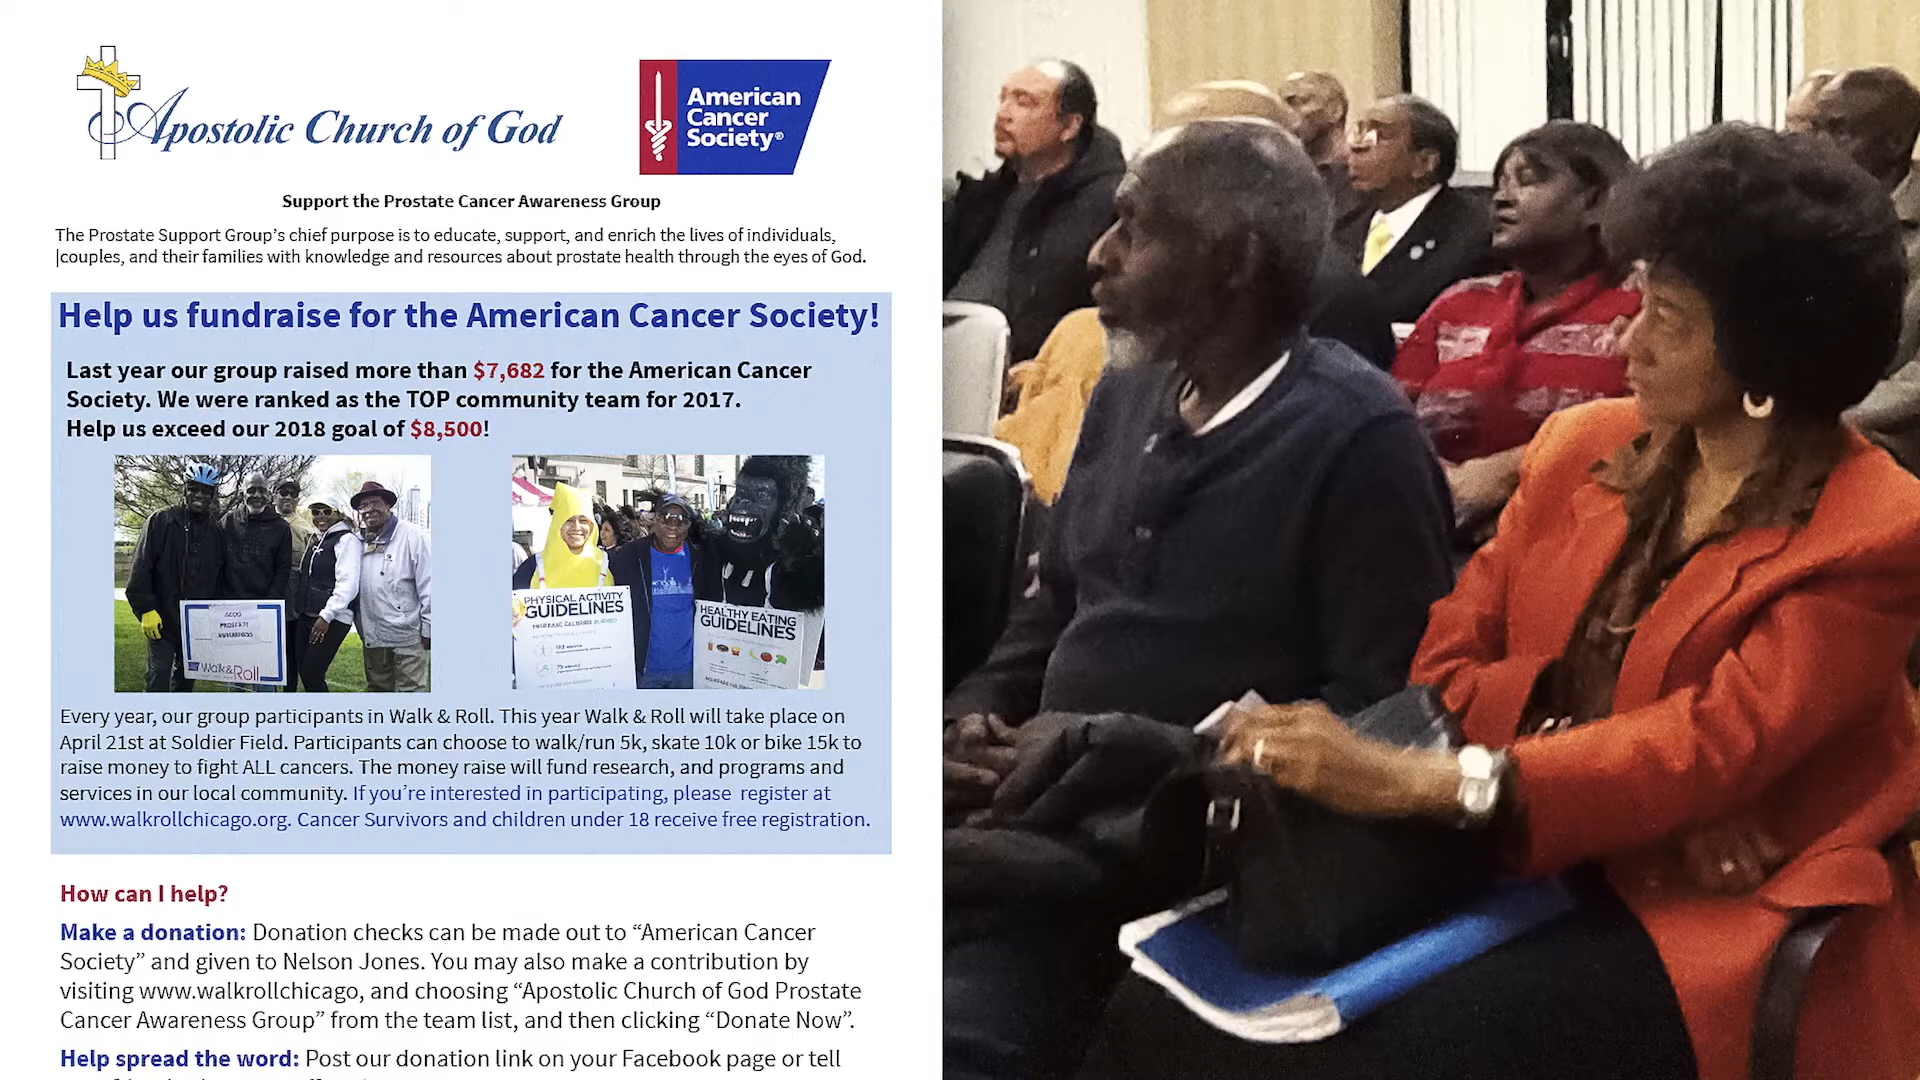 Apostolic Church of God
American
Cancer
Society®
Support the Prostate Cancer Awareness Group
The Prostate Support Group's chief purpose is to educate, support, and enrich the lives of individuals,
|couples, and their families with knowledge and resources about prostate health through the eyes of God.
Help us fundraise for the American Cancer Society!
Last year our group raised more than $7,682 for the American Cancer
Society. We were ranked as the TOP community team for 2017.
Help us exceed our 2018 goal of $8,500!
ACOG
PROSTATE
AWARENESS
Walk&Roll
PHYSICAL ACTIVITY
GUIDELINES
HEALTHY EATING
GUIDELINES
Every year, our group participants in Walk & Roll. This year Walk & Roll will take place on
April 21st at Soldier Field. Participants can choose to walk/run 5k, skate 10k or bike 15k to
raise money to fight ALL cancers. The money raise will fund research, and programs and
services in our local community. If you're interested in participating, please register at
www.walkrollchicago.org. Cancer Survivors and children under 18 receive free registration.
How can I help?
Make a donation: Donation checks can be made out to “American Cancer
Society” and given to Nelson Jones. You may also make a contribution by
visiting www.walkrollchicago, and choosing “Apostolic Church of God Prostate
Cancer Awareness Group” from the team list, and then clicking “Donate Now”.
Help spread the word: Post our donation link on your Facebook page or tell